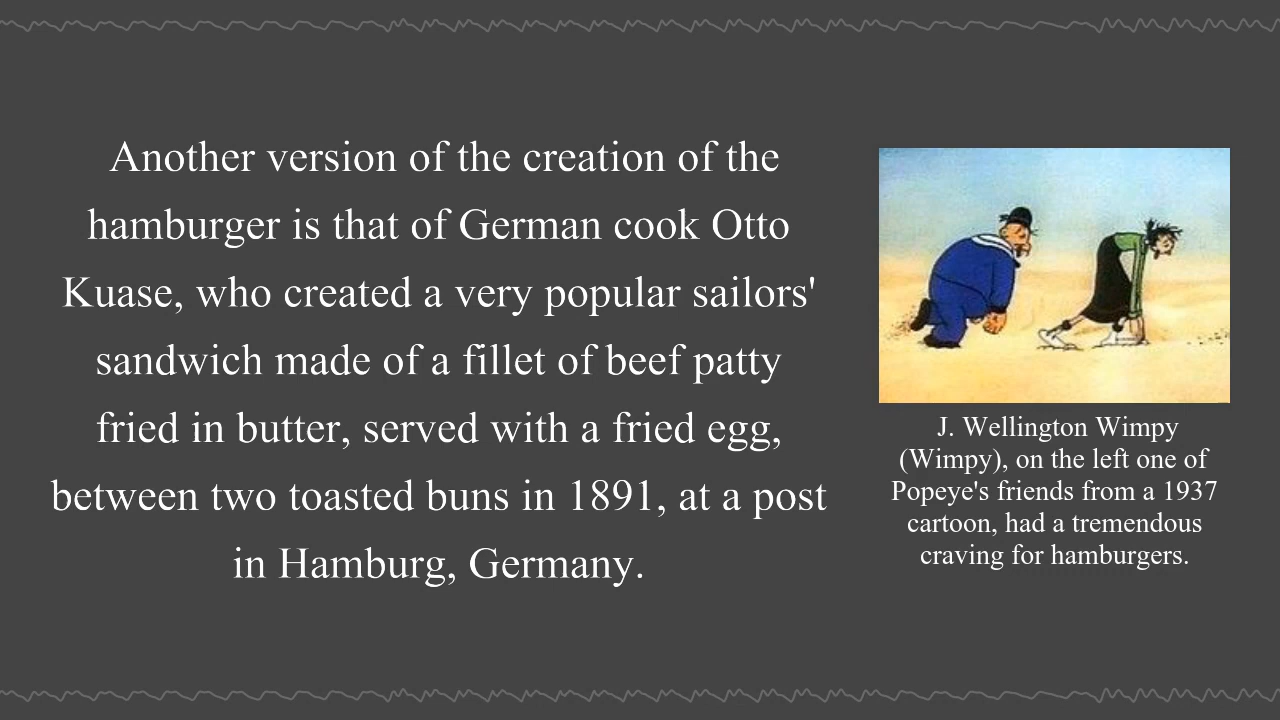 Another version of the creation of the
hamburger is that of German cook Otto
Kuase, who created a very popular sailors'
sandwich made of a fillet of beef patty
fried in butter, served with a fried egg,
between two toasted buns in 1891, at a post
in Hamburg, Germany.
J. Wellington Wimpy
(Wimpy), on the left one of
Popeye's friends from a 1937
cartoon, had a tremendous
craving for hamburgers.